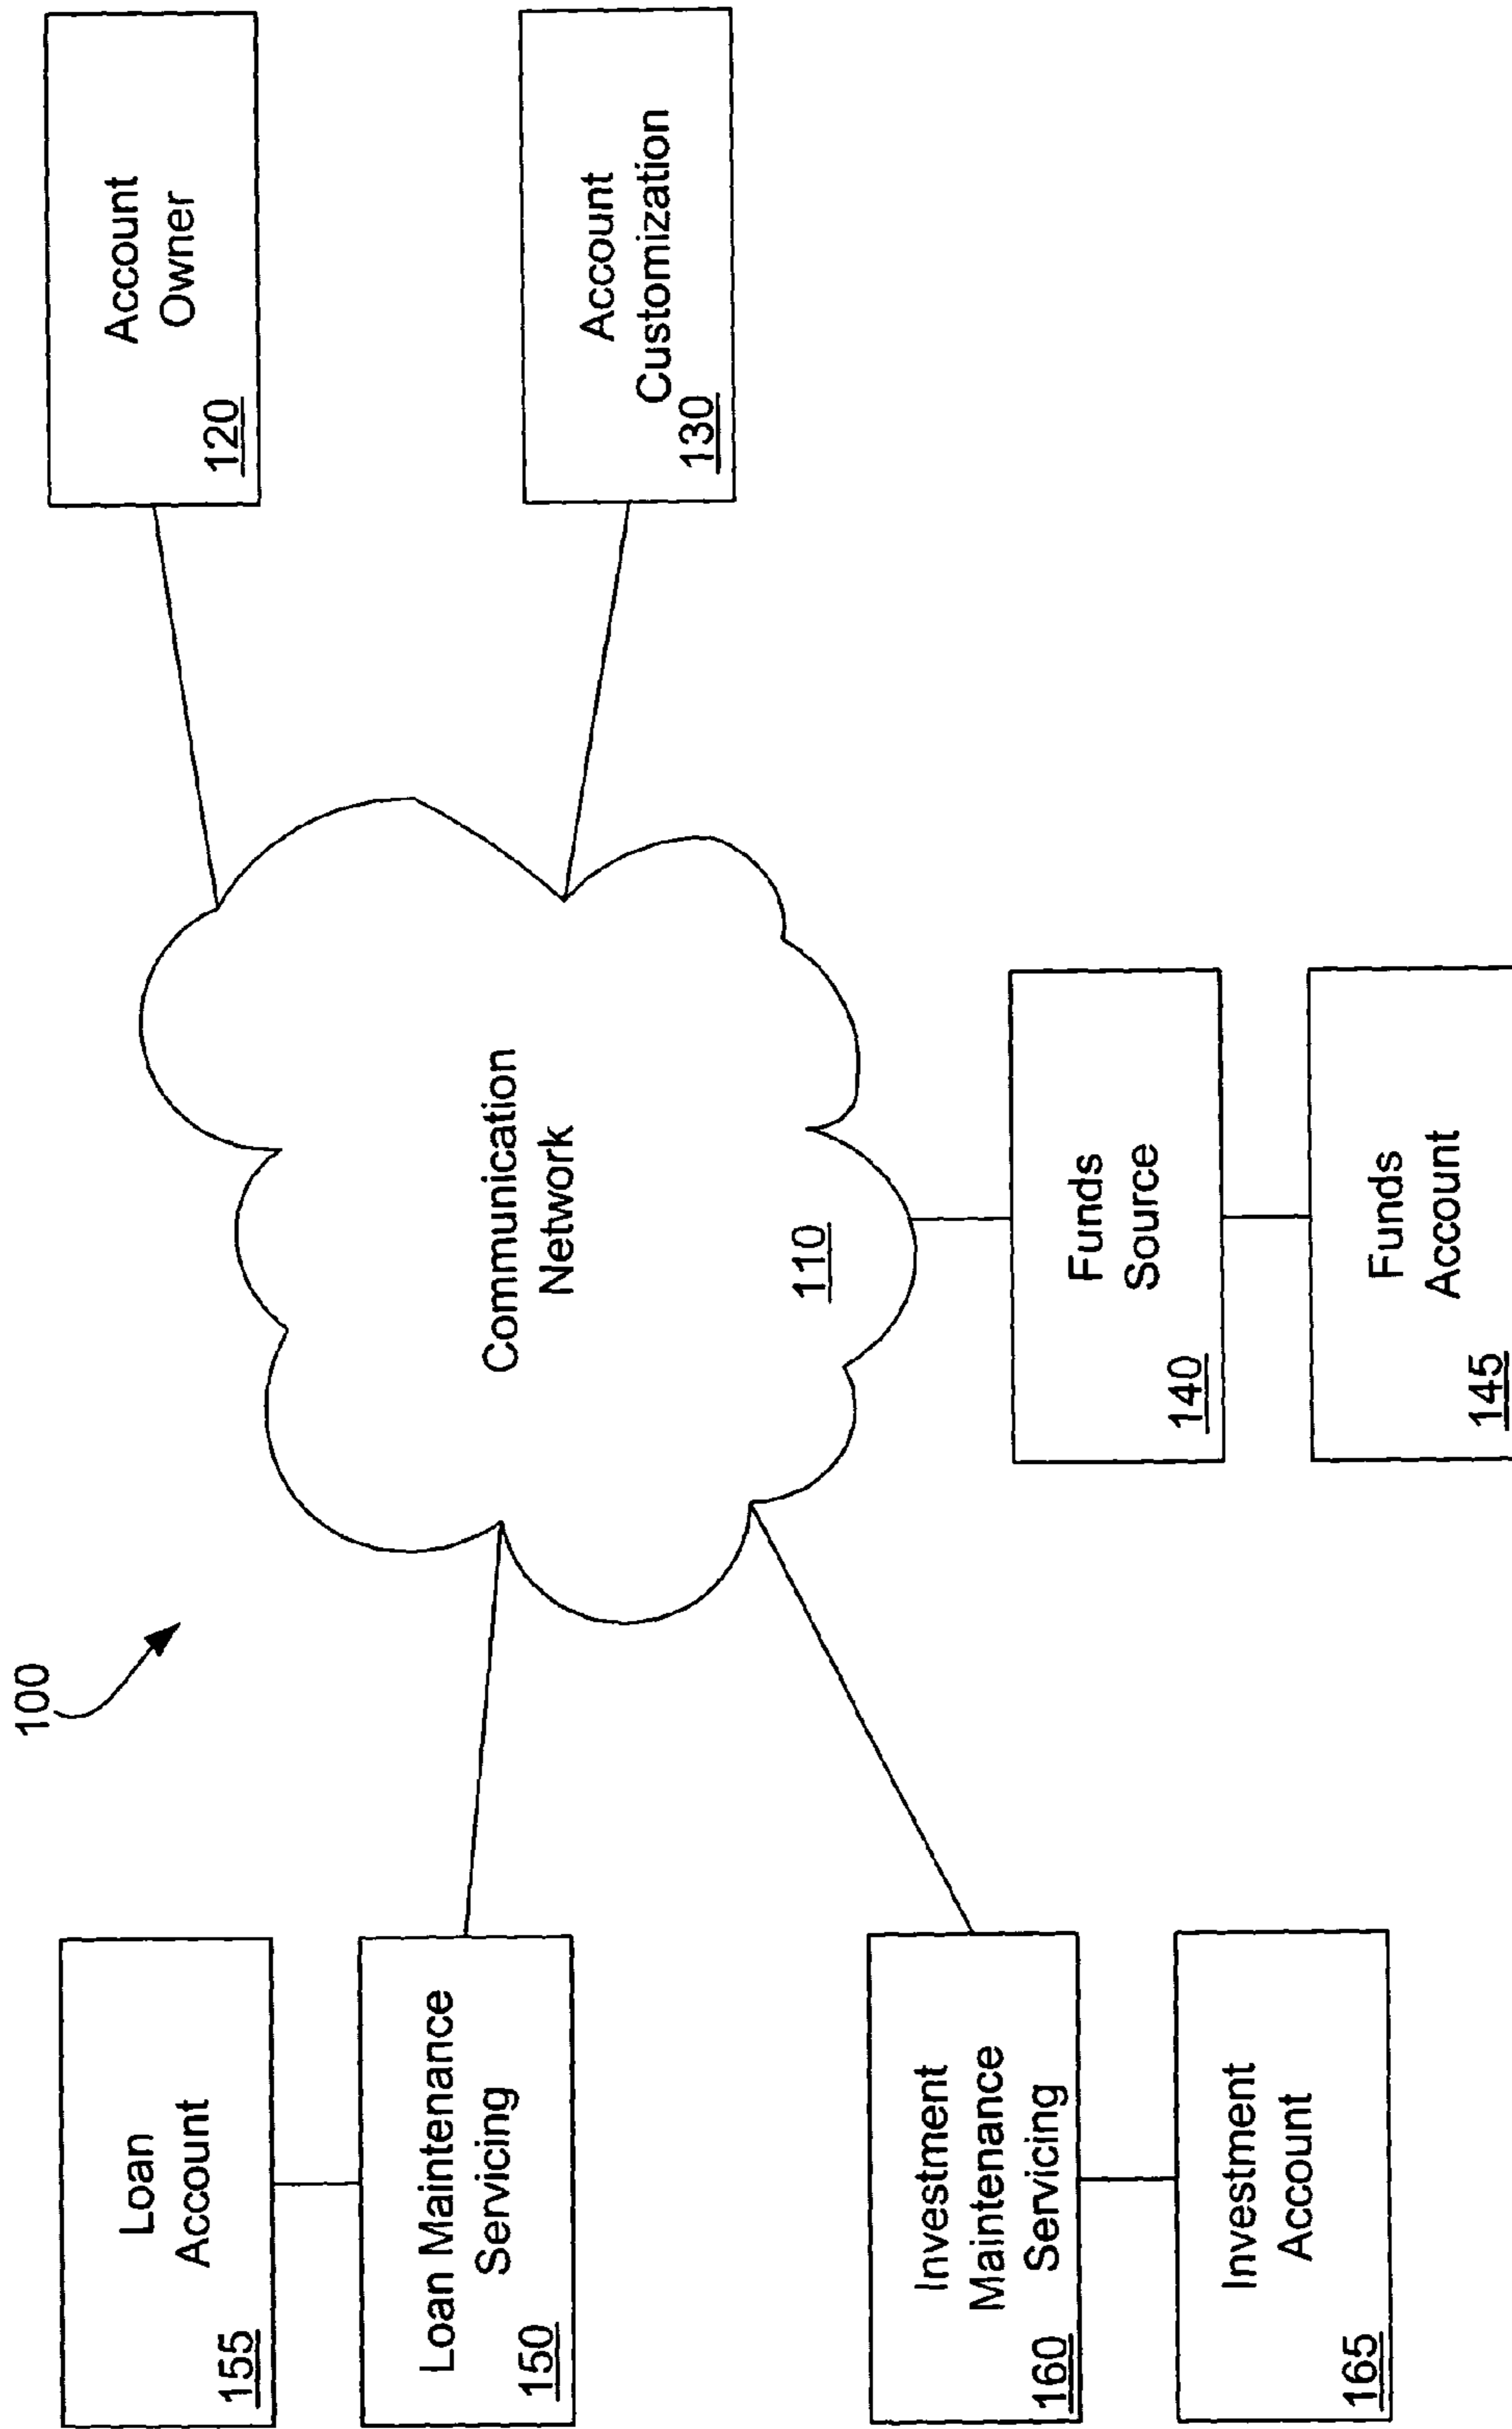 100
Loan
Account
155
Loan Maintenance
Servicing
150
Investment
Maintenance
Servicing
160
Investment
Account
165
Communication
Network
110
Funds
Source
140
Funds
Account
145
Account
Owner
120
Account
Customization
130